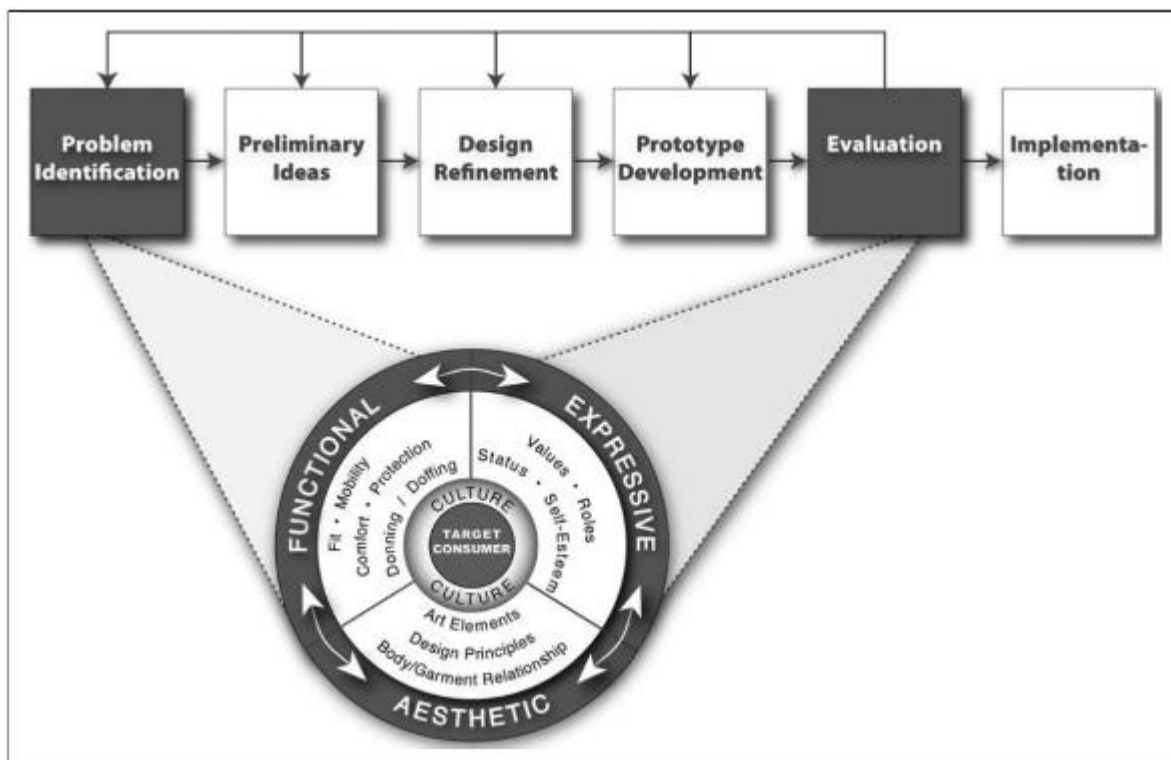 Problem
Identification
Preliminary
Ideas
Design
Refinement
Prototype
Development
Evaluation
Implementa-
tion
FUNCTIONAL
Fit • Mobility
Comfort • Protection
Donning / Doffing
EXPRESSIVE
Values • Roles
Status • Self-Esteem
CULTURE
TARGET
CONSUMER
CULTURE
Art Elements
Design Principles
Body/Garment Relationship
AESTHETIC